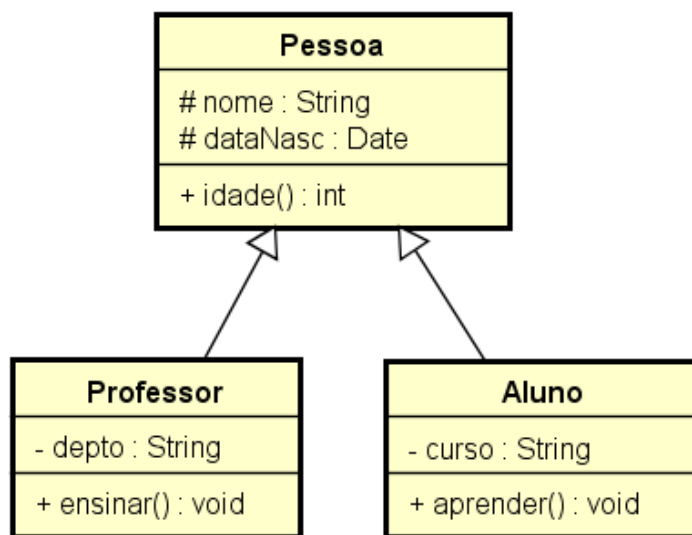 Pessoa
# nome : String
# dataNasc : Date
+ idade() : int
Professor
- depto : String
+ ensinar() : void
Aluno
- curso : String
+ aprender() : void